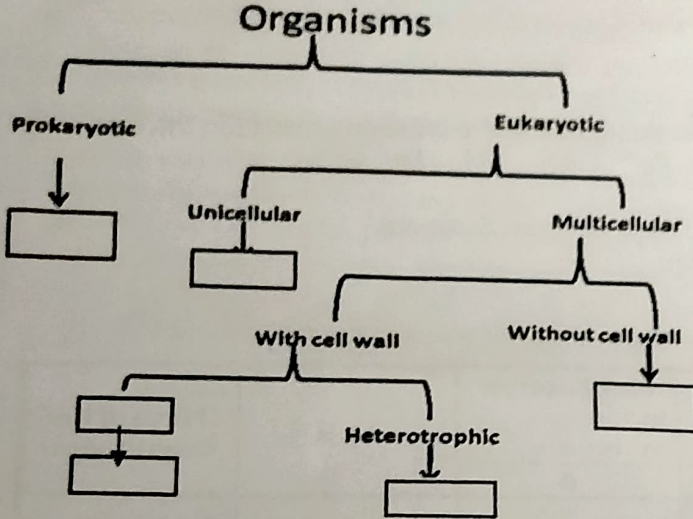 Organisms
Prokaryotic
Eukaryotic
Unicellular
Multicellular
With cell wall
Without cell wall
Heterotrophic